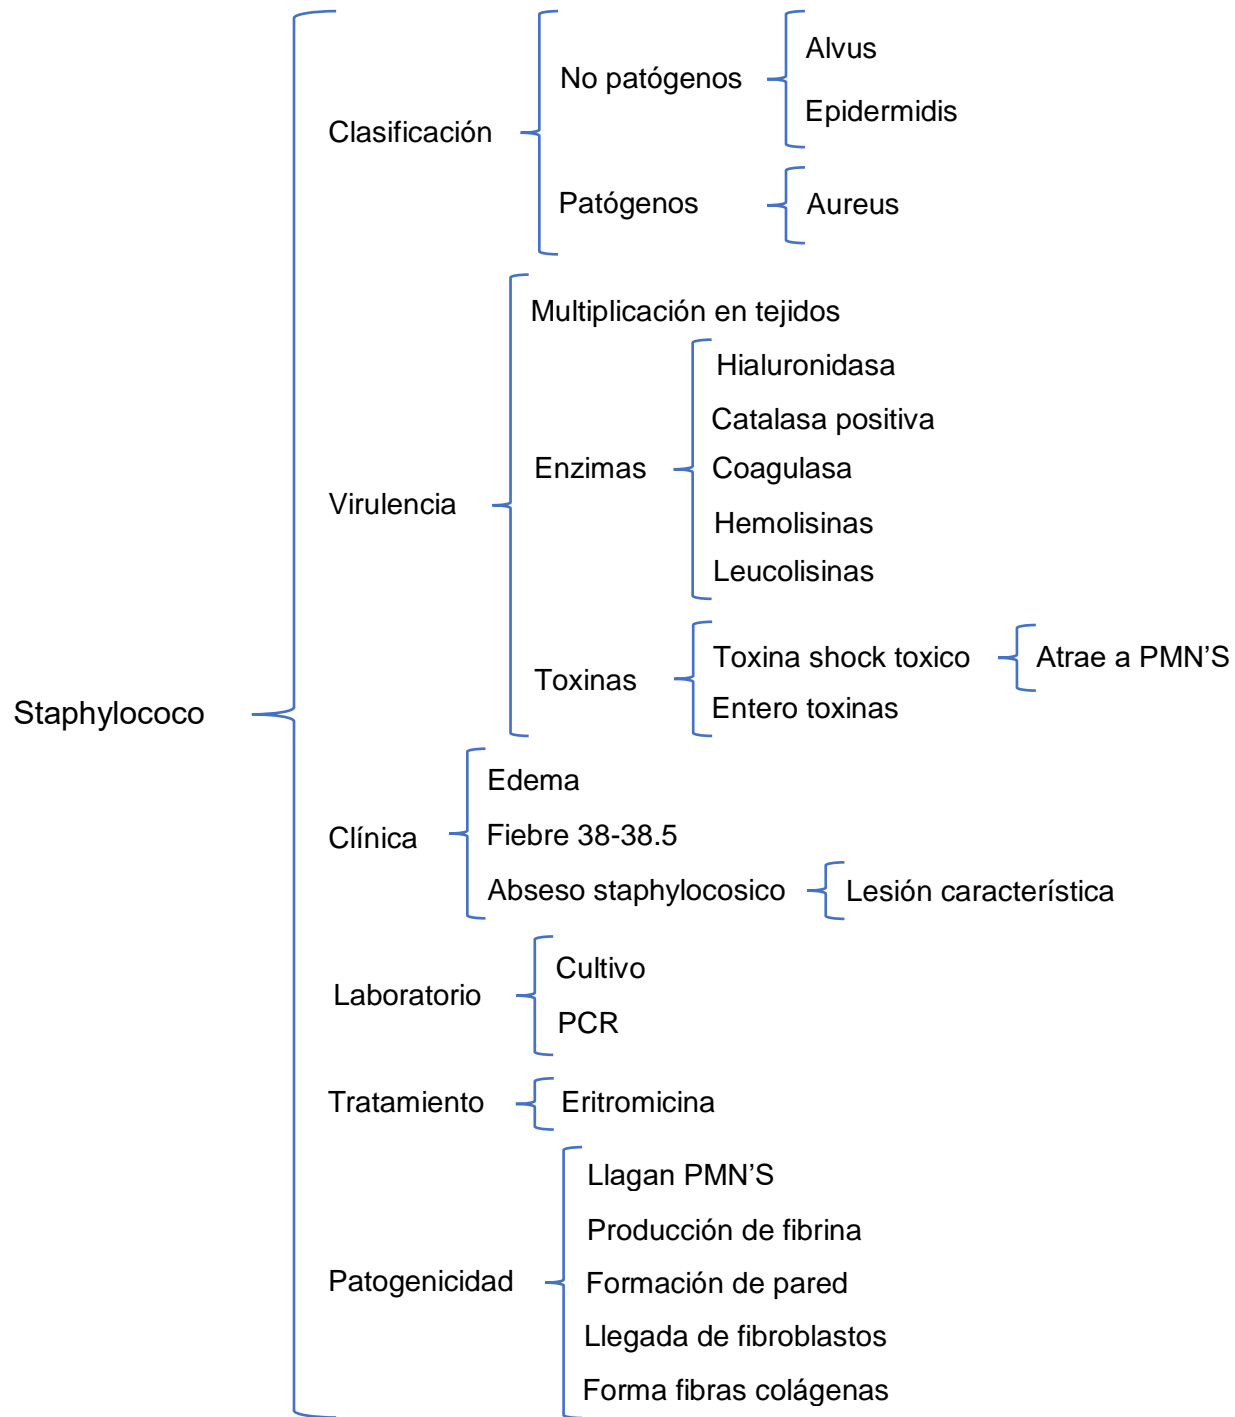 Staphylococo
Clasificación
No patógenos
Alvus
Epidermidis
Patógenos
Aureus
Virulencia
Multiplicación en tejidos
Enzimas
Hialuronidasa
Catalasa positiva
Coagulasa
Hemolisinas
Leucolisinas
Toxinas
Toxina shock toxico
Atrae a PMN’S
Entero toxinas
Clínica
Edema
Fiebre 38-38.5
Abseso staphylocosico
Lesión característica
Laboratorio
Cultivo
PCR
Tratamiento
Eritromicina
Patogenicidad
Llagan PMN’S
Producción de fibrina
Formación de pared
Llegada de fibroblastos
Forma fibras colágenas